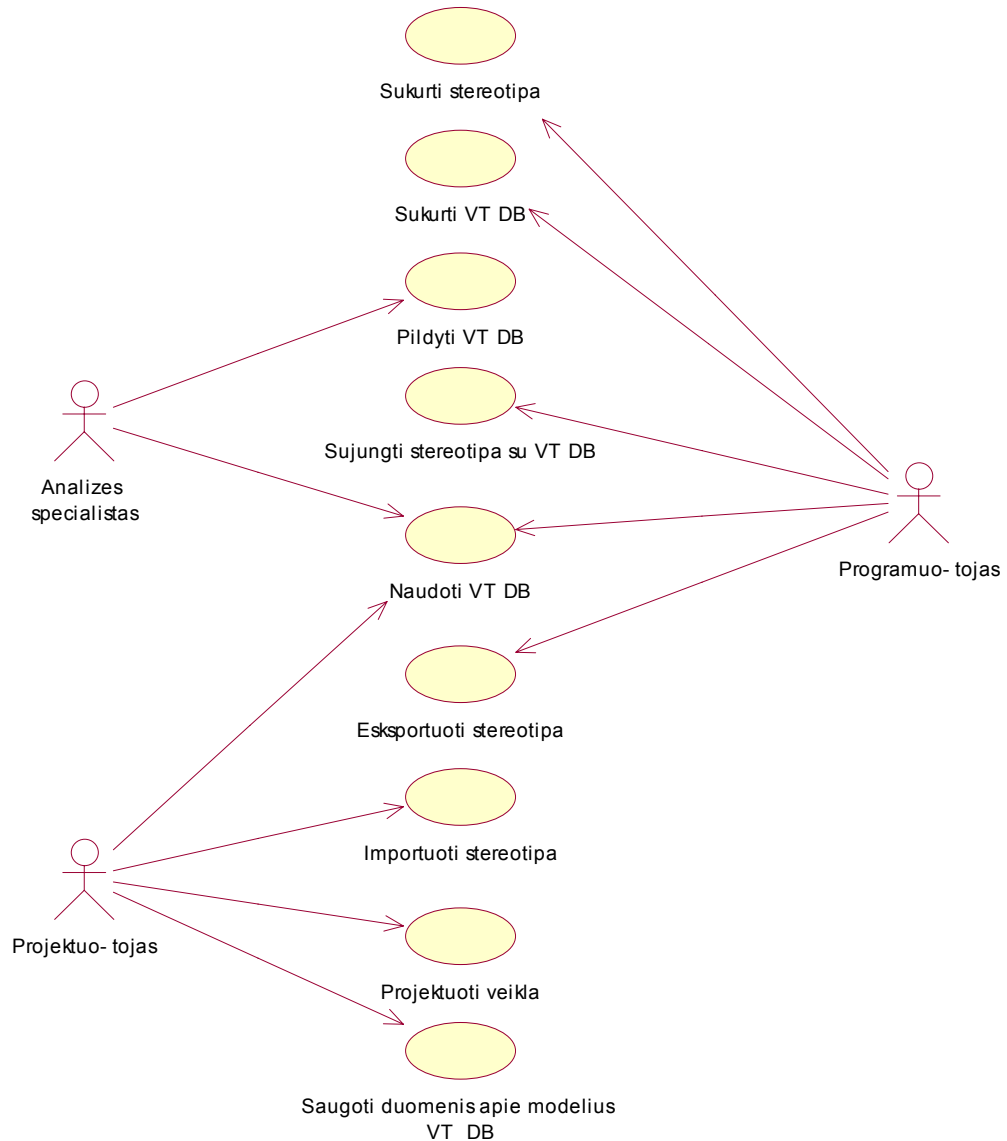 Sukurti stereotipa
Sukurti VT DB
Pildyti VT DB
Sujungti stereotipa su VT DB
Analizes
specialistas
Naudoti VT DB
Programuo- tojas
Esksportuoti stereotipa
Importuoti stereotipa
Projektuo- tojas
Projektuoti veikla
Saugoti duomenis apie modelius
VT DB